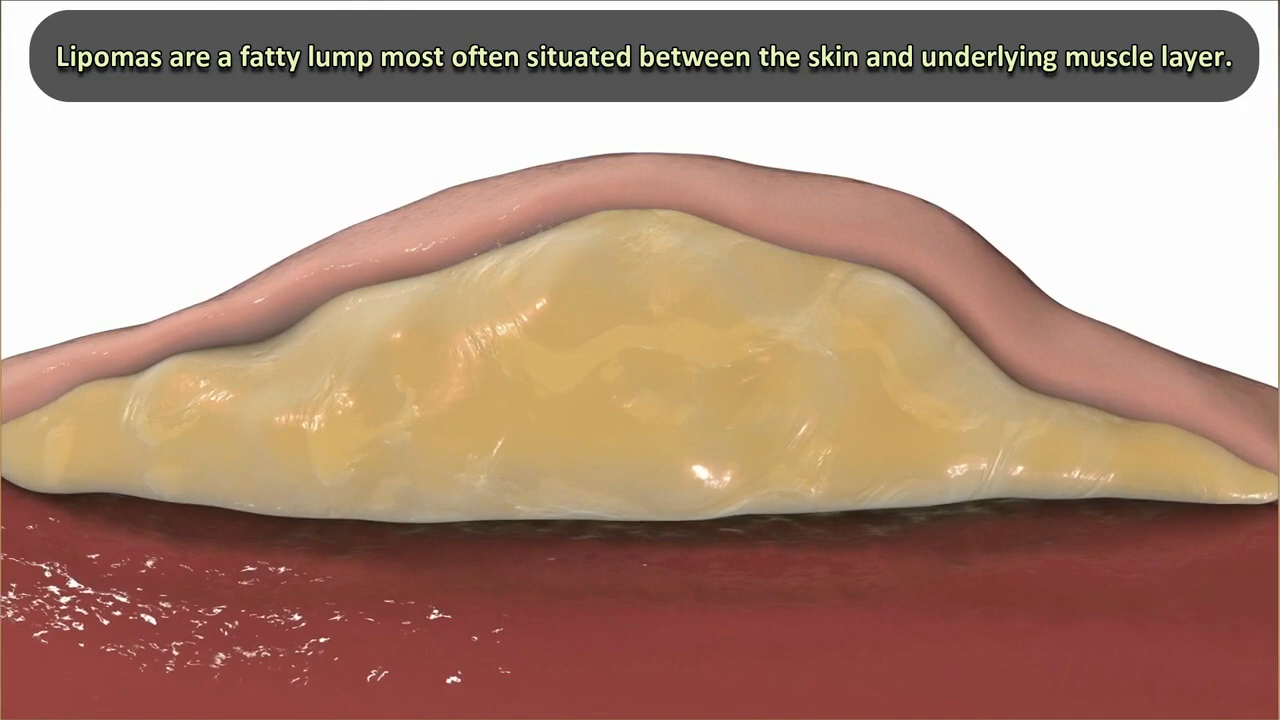 Lipomas are a fatty lump most often situated between the skin and underlying muscle layer.